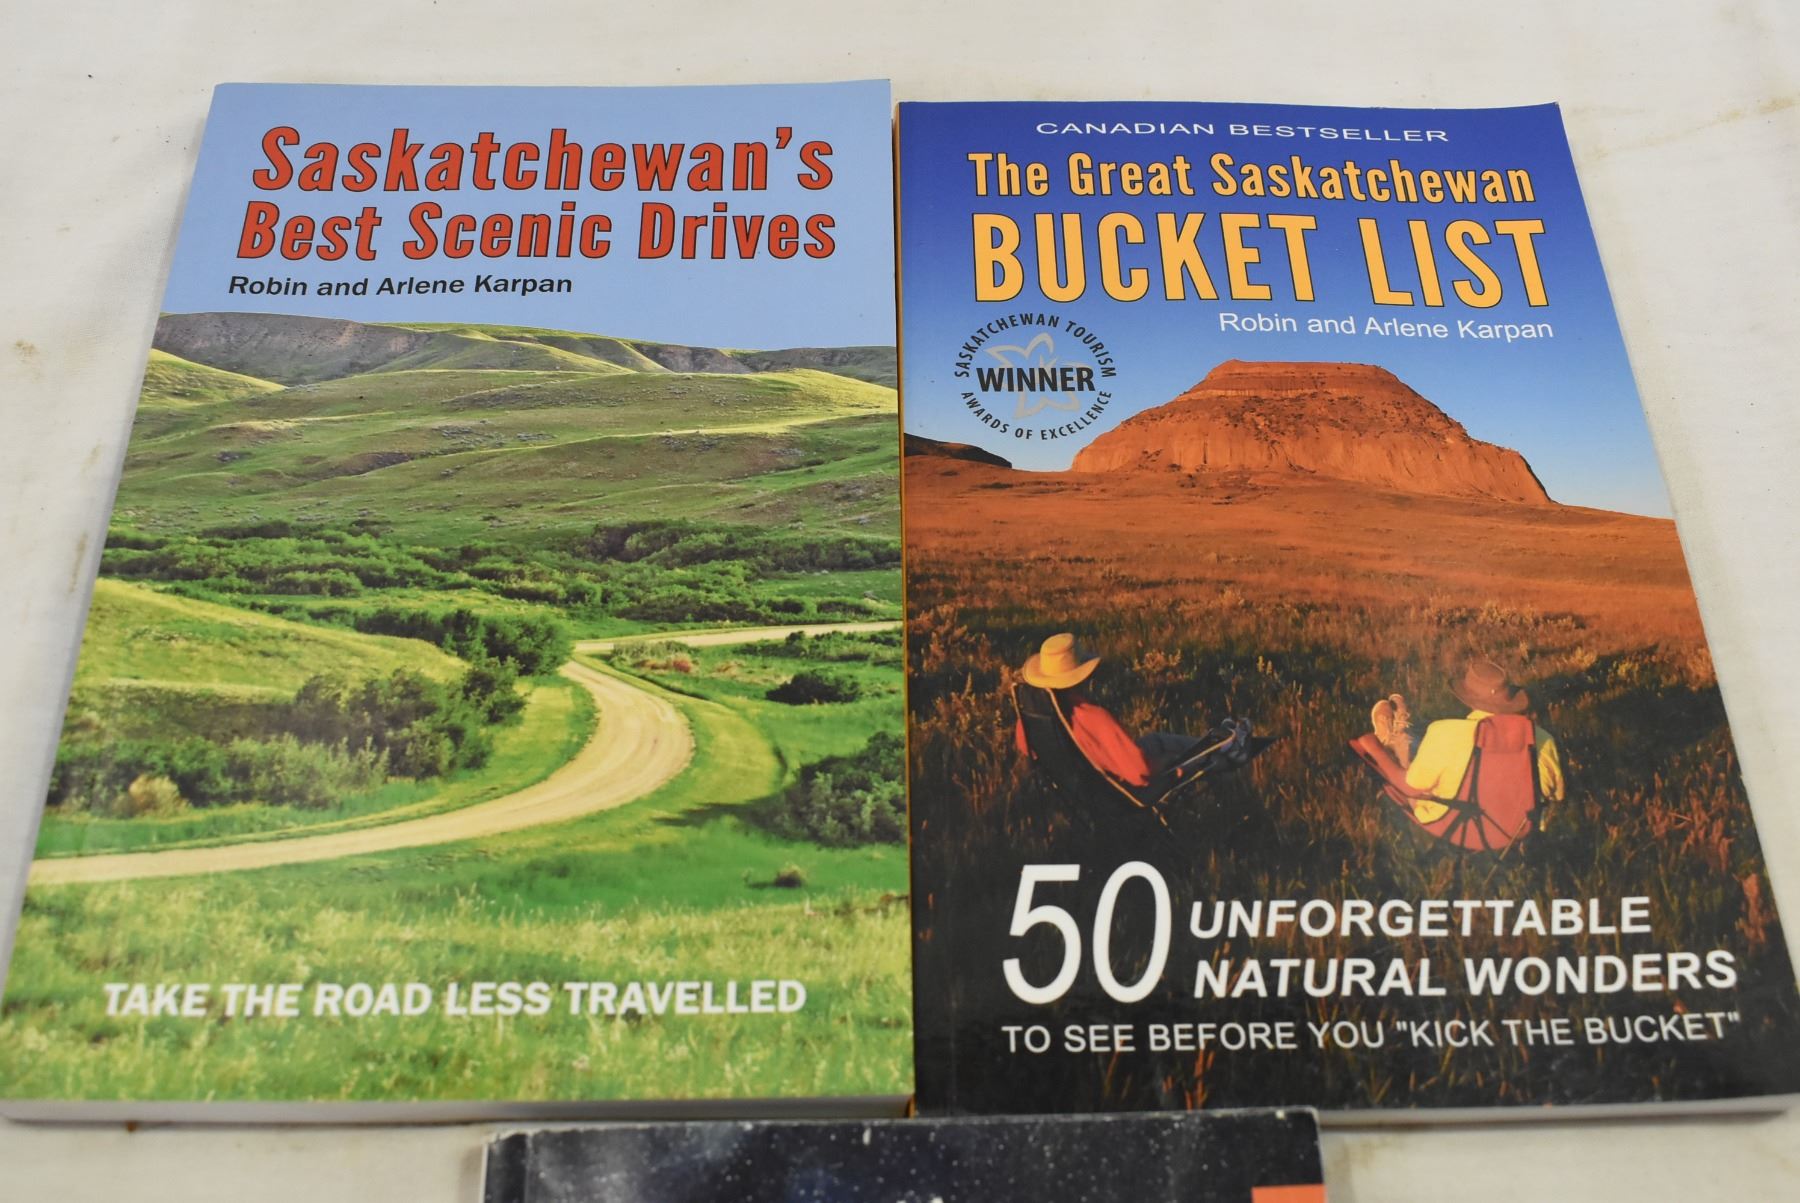 Saskatchewan's
Best Scenic Drives
Robin and Arlene Karpan
TAKE THE ROAD LESS TRAVELLED
CANADIAN BESTSELLER
The Great Saskatchewan
BUCKET LIST
Robin and Arlene Karpan
SASKATCHEWAN TOURISM
WINNER
AWARDS OF EXCELLENCE
50 UNFORGETTABLE
NATURAL WONDERS
TO SEE BEFORE YOU "KICK THE BUCKET"